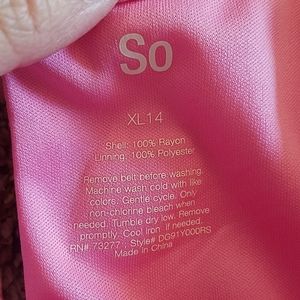 So
XL14
Shell: 100% Rayon
Linning: 100% Polyester
Remove belt before washing.
Machine wash cold with like
colors. Gentle cycle. Only
non-chlorine bleach when
needed. Tumble dry low. Remove
promptly. Cool Iron if needed.
RN# 73277 Style# DG91Y000RS
Made in China